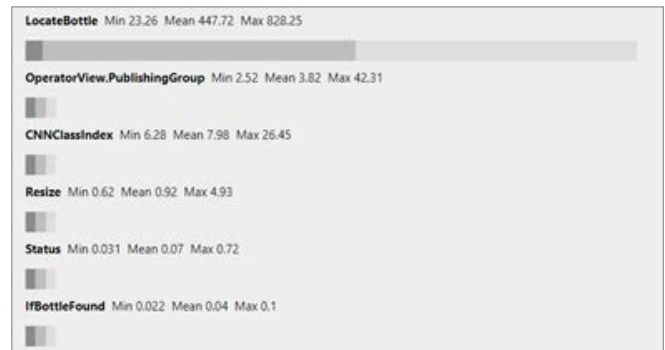 LocateBottle Min 23.26 Mean 447.72 Max 828.25
OperatorView.PublishingGroup Min 2.52 Mean 3.82 Max 42.31
CNNClassIndex Min 6.28 Mean 7.98 Max 26.45
Resize Min 0.62 Mean 0.92 Max 4.93
Status Min 0.031 Mean 0.07 Max 0.72
IfBottleFound Min 0.022 Mean 0.04 Max 0.1